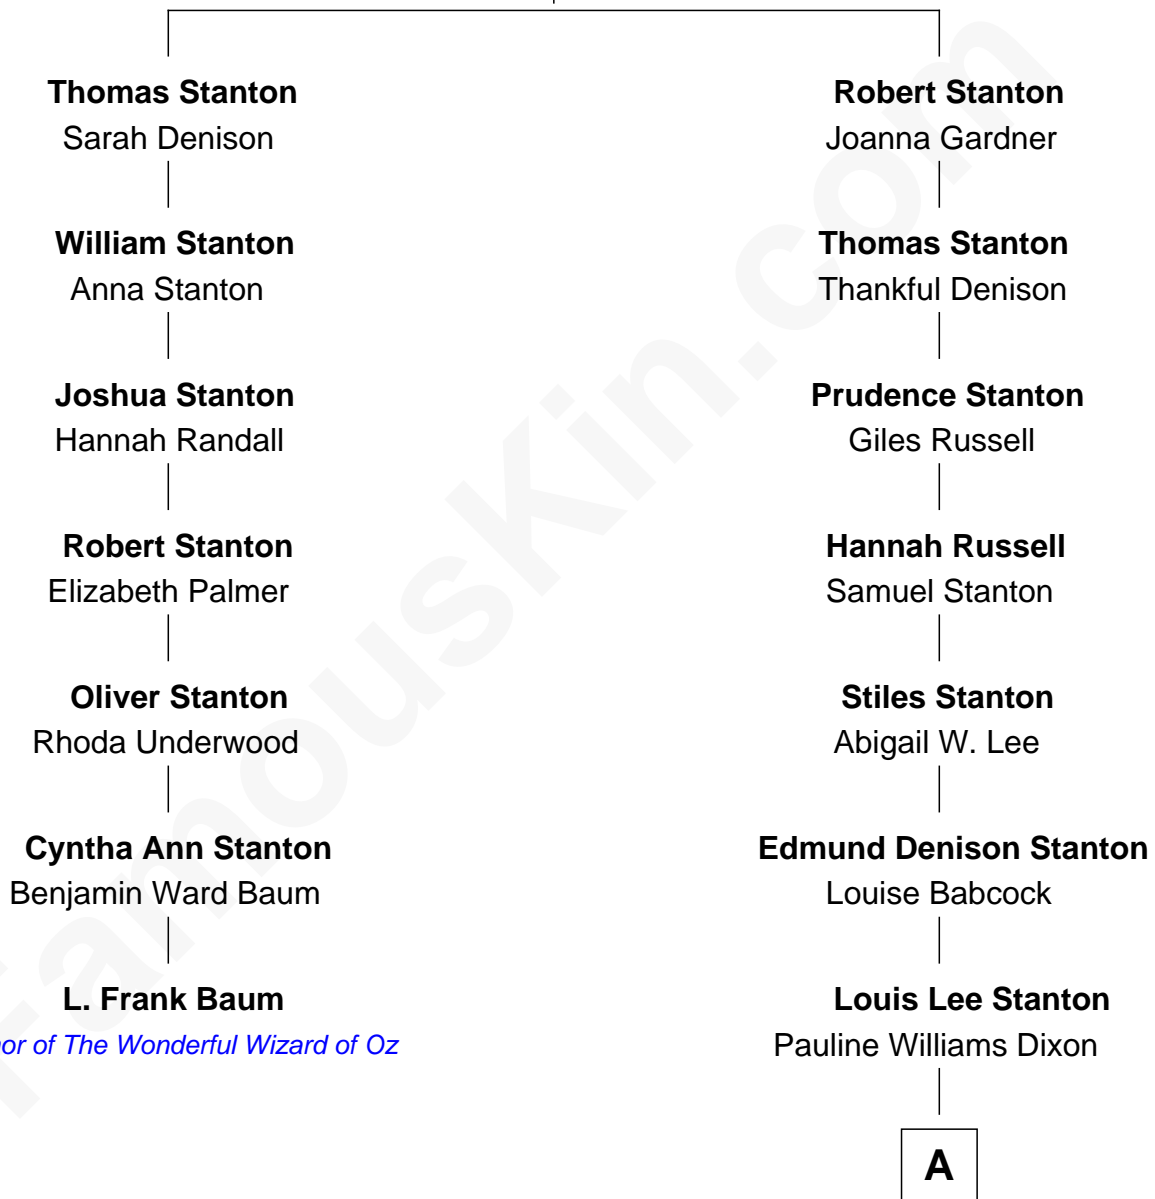 Thomas Stanton
Sarah Denison
William Stanton
Anna Stanton
Joshua Stanton
Hannah Randall
Robert Stanton
Elizabeth Palmer
Oliver Stanton
Rhoda Underwood
Cyntha Ann Stanton
Benjamin Ward Baum
L. Frank Baum
of The Wonderful Wizard of Oz
Robert Stanton
Joanna Gardner
Thomas Stanton
Thankful Denison
Prudence Stanton
Giles Russell
Hannah Russell
Samuel Stanton
Stiles Stanton
Abigail W. Lee
Edmund Denison Stanton
Louise Babcock
Louis Lee Stanton
Pauline Williams Dixon
A
FamousKin.com